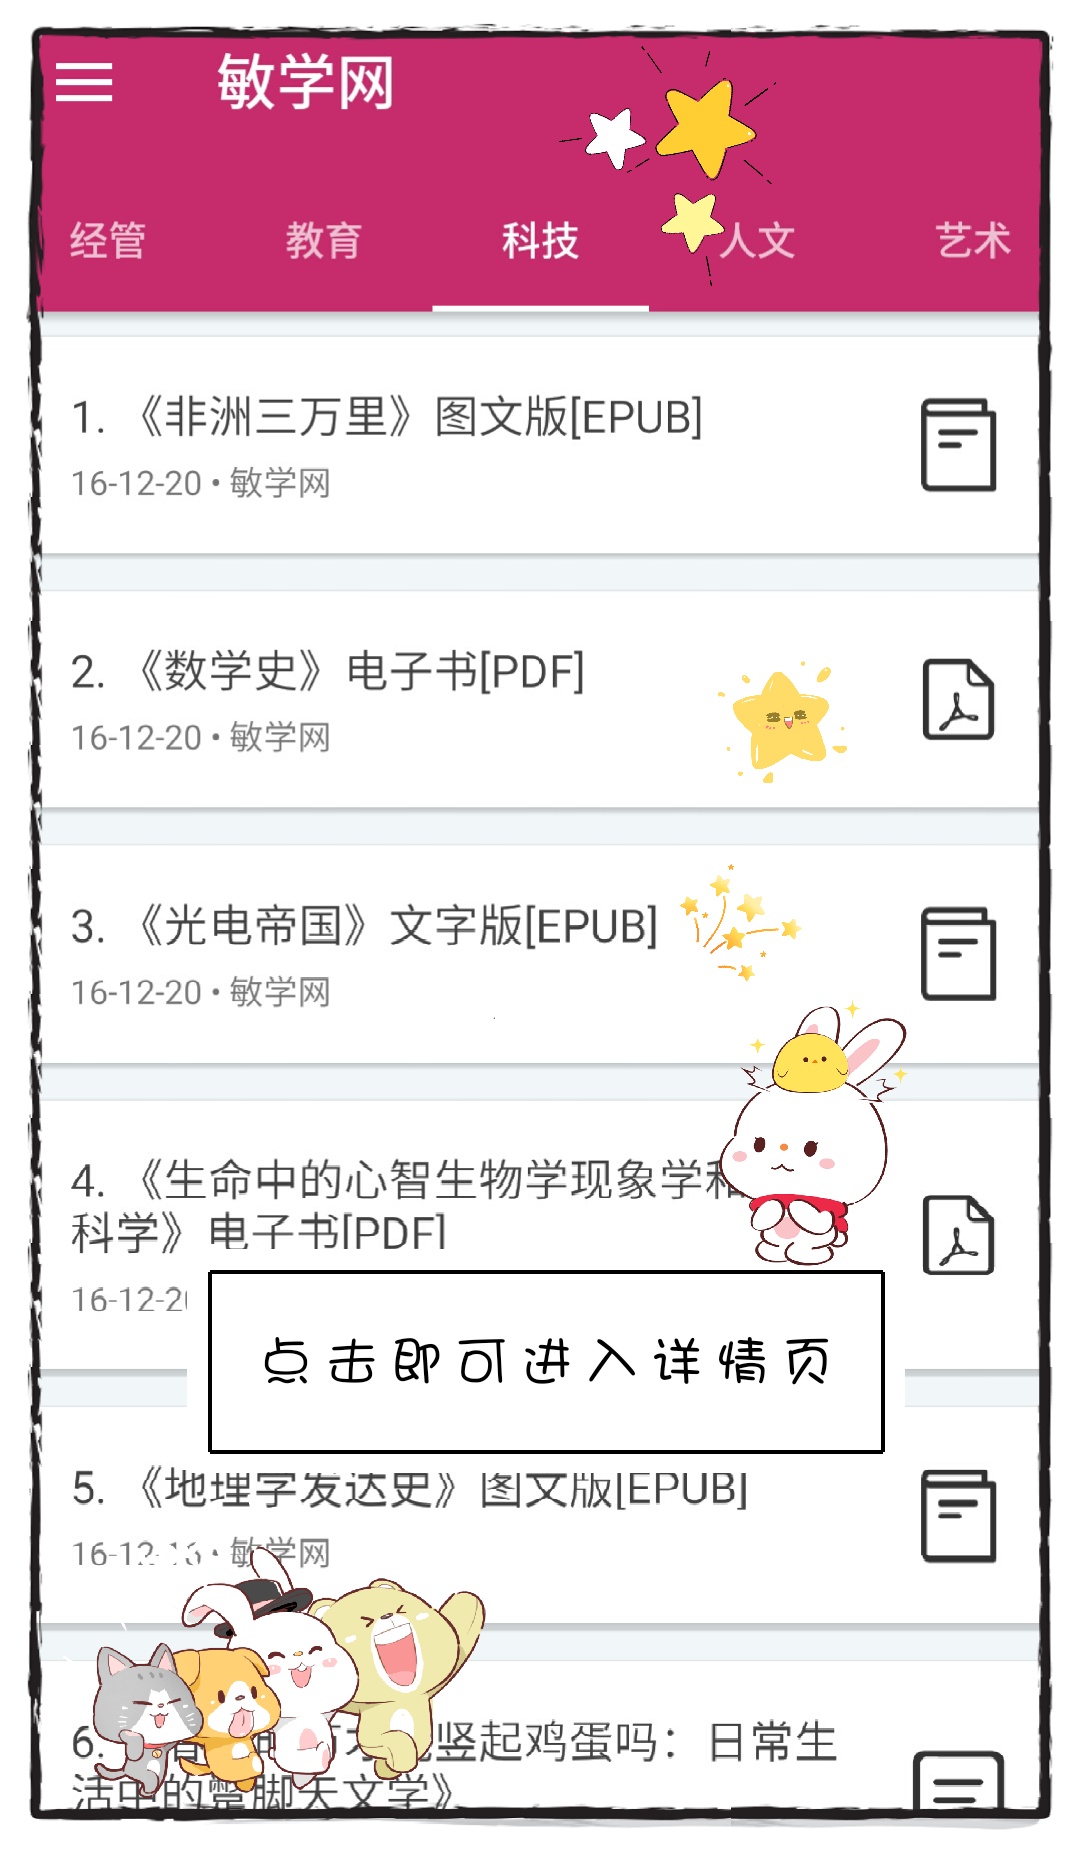 敏学网
经管 教育 科技 人文 艺术
1. 《非洲三万里》图文版[EPUB]
16-12-20 • 敏学网
2. 《数学史》电子书[PDF]
16-12-20 • 敏学网
3. 《光电帝国》文字版[EPUB]
16-12-20 • 敏学网
4. 《生命中的心智生物学现象学和
科学》电子书[PDF]
16-12-20
点击即可进入详情页
5. 《地理学发达史》图文版[EPUB]
16-12-16 • 敏学网
6. 竖起鸡蛋吗：日常生
活中的蹩脚天文学》